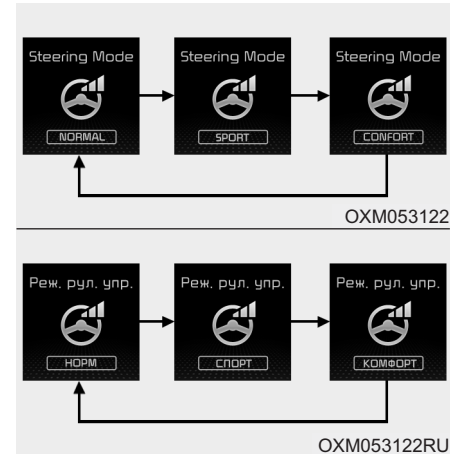 Steering Mode
Steering Mode
Steering Mode
NORMAL
SPORT
CONFORT
OXM053122
Реж. рул. упр.
Реж. рул. упр.
Реж. рул. упр.
НОРМ
СПОРТ
КОМФОРТ
OXM053122RU